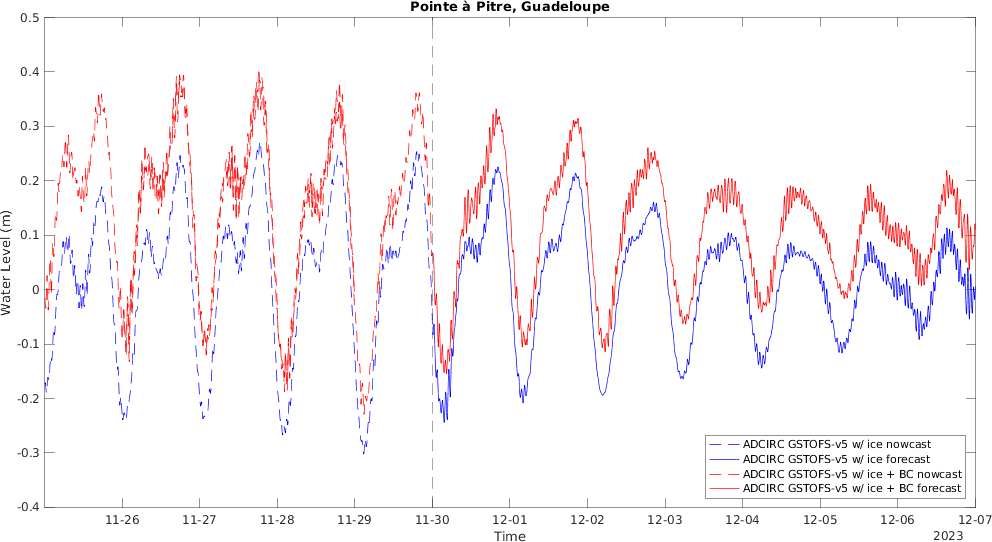 Pointe à Pitre, Guadeloupe
0.5
0.4
0.3
0.2
0.1
0
-0.1
-0.2
-0.3
-0.4
Water Level (m)
11-26 11-27 11-28 11-29 11-30 12-01 12-02 12-03 12-04 12-05 12-06 12-07
2023
Time
ADCIRC GSTOFS-v5 w/ ice nowcast
ADCIRC GSTOFS-v5 w/ ice forecast
ADCIRC GSTOFS-v5 w/ ice + BC nowcast
ADCIRC GSTOFS-v5 w/ ice + BC forecast